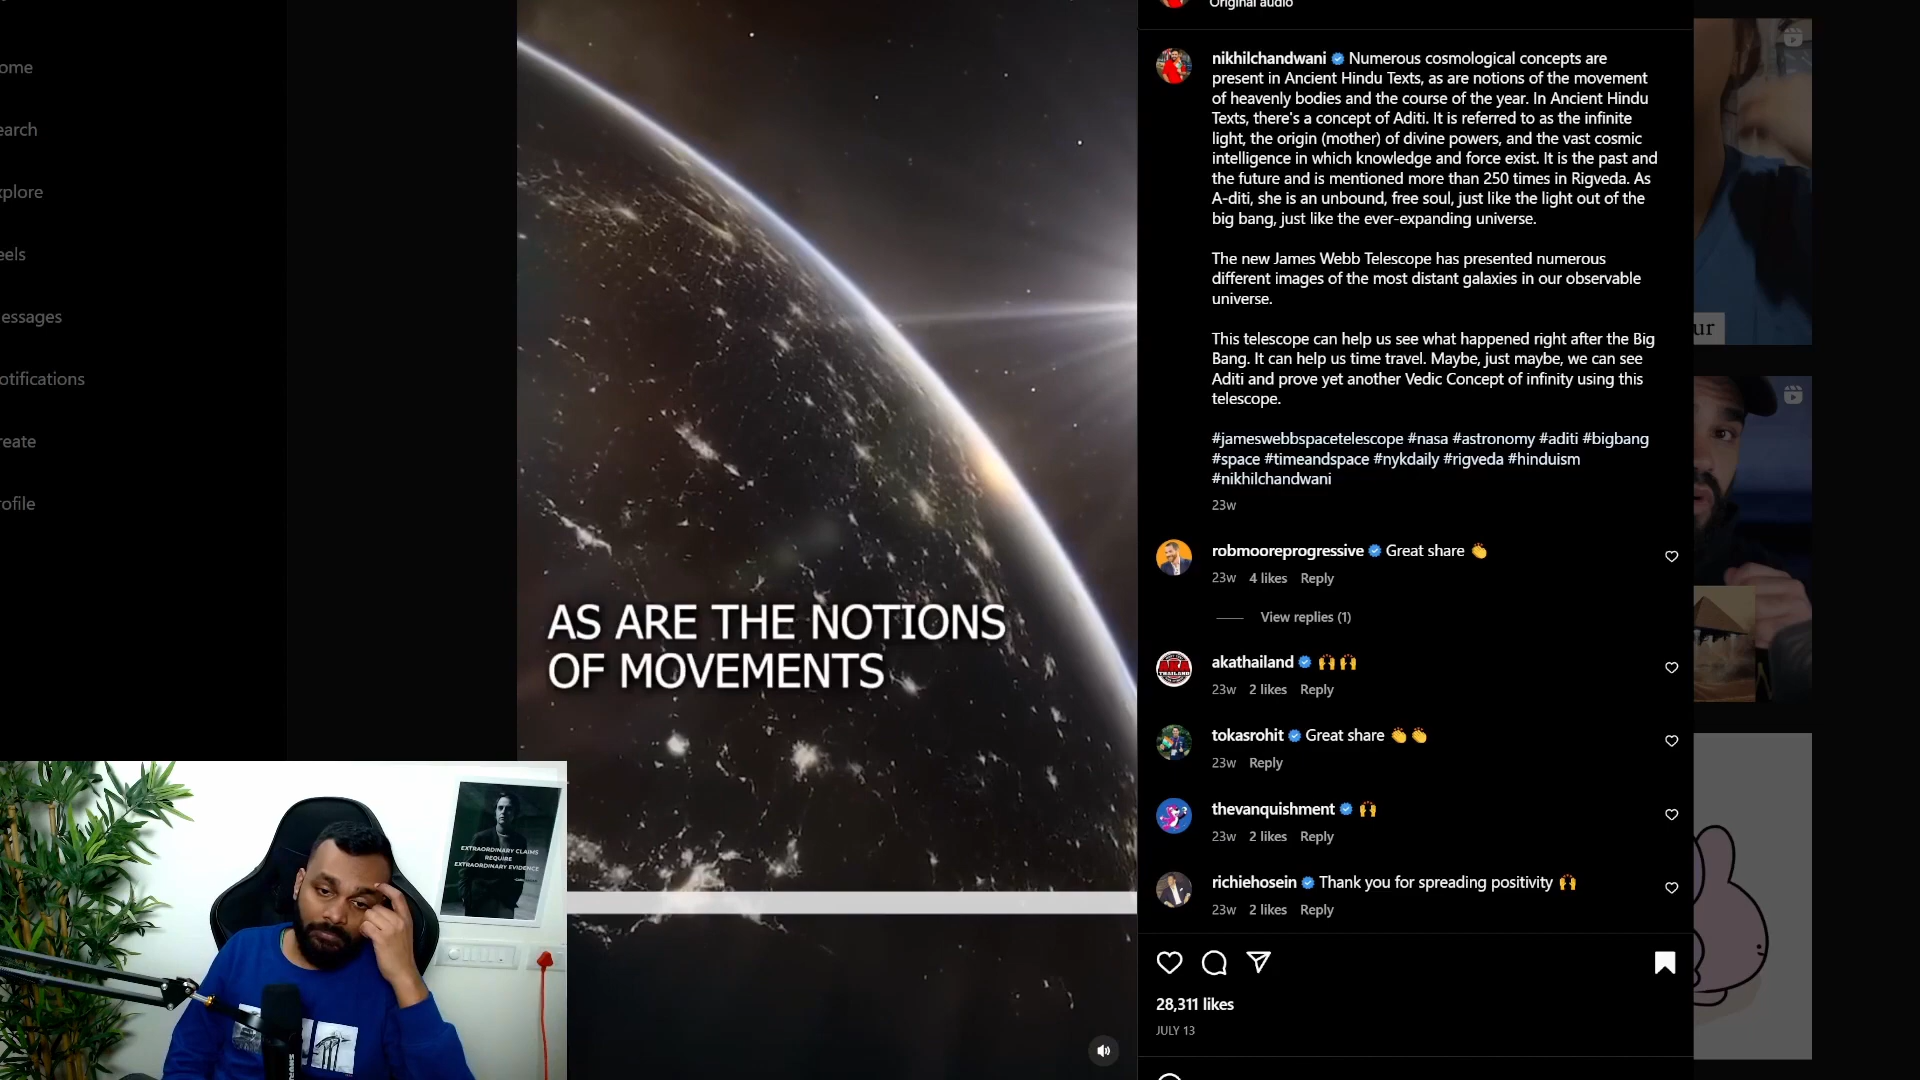 Original audio
ome
earch
xplore
eels
essages
otifications
reate
rofile
AS ARE THE NOTIONS
OF MOVEMENTS
EXTRAORDINARY CLAIMS
REQUIRE
EXTRAORDINARY EVIDENCE
nikhilchandwani Numerous cosmological concepts are
present in Ancient Hindu Texts, as are notions of the movement
of heavenly bodies and the course of the year. In Ancient Hindu
Texts, there's a concept of Aditi. It is referred to as the infinite
light, the origin (mother) of divine powers, and the vast cosmic
intelligence in which knowledge and force exist. It is the past and
the future and is mentioned more than 250 times in Rigveda. As
A-diti, she is an unbound, free soul, just like the light out of the
big bang, just like the ever-expanding universe.
The new James Webb Telescope has presented numerous
different images of the most distant galaxies in our observable
universe.
This telescope can help us see what happened right after the Big
Bang. It can help us time travel. Maybe, just maybe, we can see
Aditi and prove yet another Vedic Concept of infinity using this
telescope.
#jameswebbspacetelescope #nasa #astronomy #aditi #bigbang
#space #timeandspace #nykdaily #rigveda #hinduism
#nikhilchandwani
23w
robmooreprogressive Great share 👏
23w 4 likes Reply
View replies (1)
akathailand 🙌 🙌
23w 2 likes Reply
tokasrohit Great share 👏 👏
23w Reply
thevanquishment 🙌
23w 2 likes Reply
richiehosein Thank you for spreading positivity 🙌
23w 2 likes Reply
28,311 likes
JULY 13
ur
AKA
THAILAND